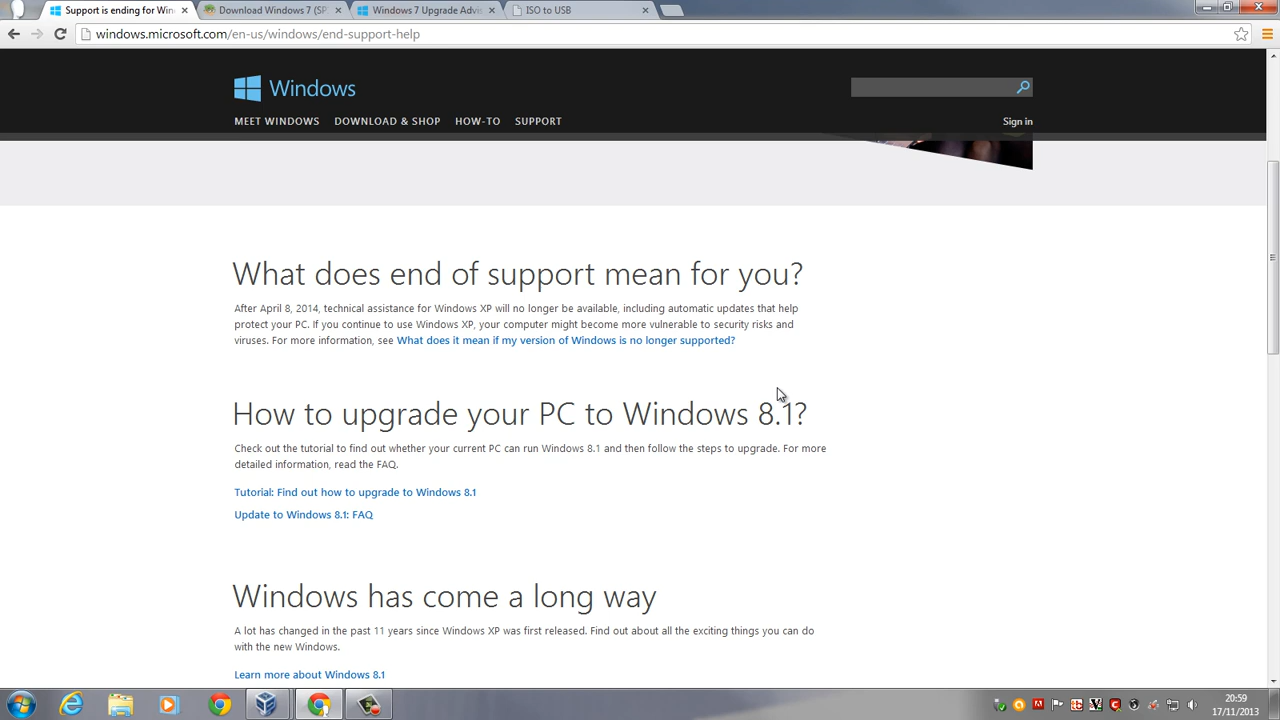 Support is ending for Win
Download Windows 7 (SP
Windows 7 Upgrade Advi
ISO to USB
windows.microsoft.com/en-us/windows/end-support-help
Windows
MEET WINDOWS DOWNLOAD & SHOP HOW-TO SUPPORT
Sign in
What does end of support mean for you?
After April 8, 2014, technical assistance for Windows XP will no longer be available, including automatic updates that help
protect your PC. If you continue to use Windows XP, your computer might become more vulnerable to security risks and
viruses. For more information, see What does it mean if my version of Windows is no longer supported?
How to upgrade your PC to Windows 8.1?
Check out the tutorial to find out whether your current PC can run Windows 8.1 and then follow the steps to upgrade. For more
detailed information, read the FAQ.
Tutorial: Find out how to upgrade to Windows 8.1
Update to Windows 8.1: FAQ
Windows has come a long way
A lot has changed in the past 11 years since Windows XP was first released. Find out about all the exciting things you can do
with the new Windows.
Learn more about Windows 8.1
20:59
17/11/2013